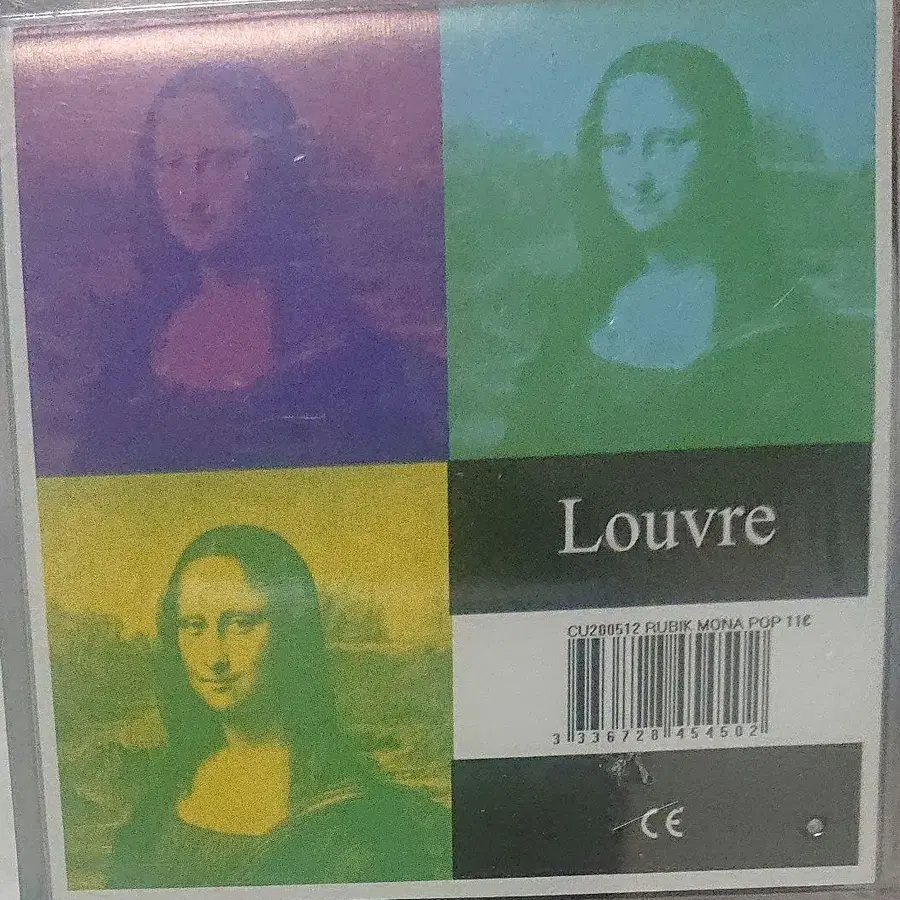 Louvre
CU200512 RUBIK MONA POP 11€
3 336728 454502
CE